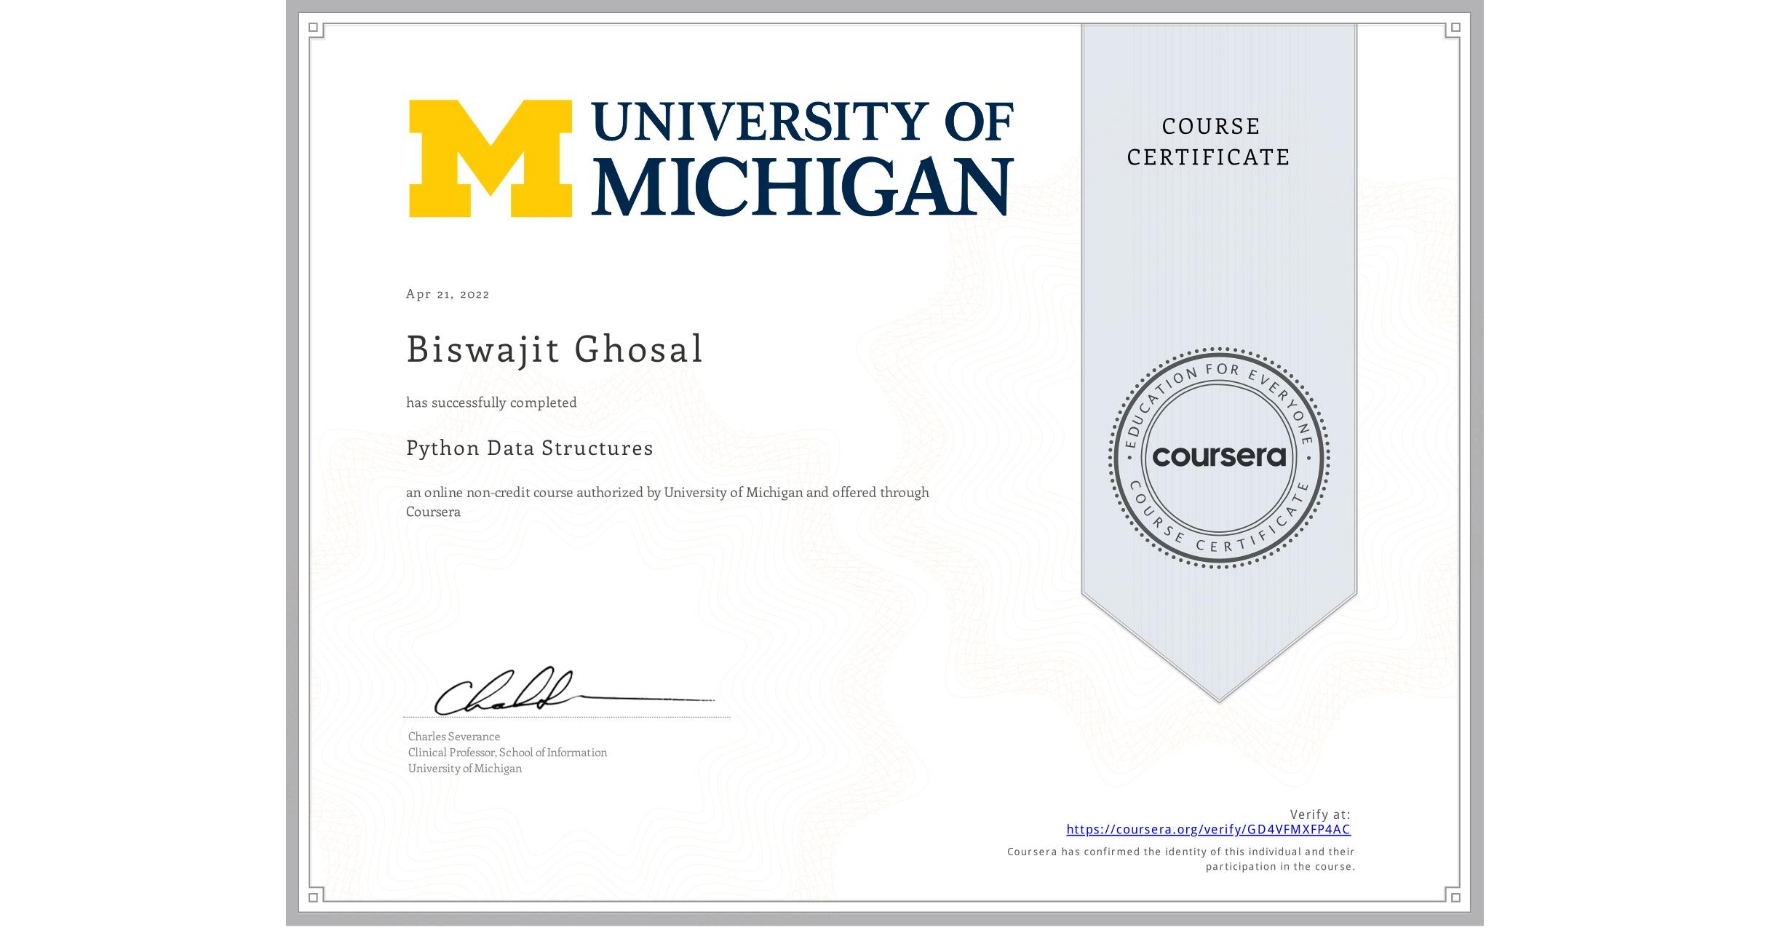 UNIVERSITY OF
MICHIGAN
COURSE
CERTIFICATE
Apr 21, 2022
Biswajit Ghosal
has successfully completed
Python Data Structures
an online non-credit course authorized by University of Michigan and offered through
Coursera
EDUCATION FOR EVERYONE
coursera
COURSE CERTIFICATE
Charles Severance
Clinical Professor, School of Information
University of Michigan
Verify at:
https://coursera.org/verify/GD4VFMXFP4AC
Coursera has confirmed the identity of this individual and their
participation in the course.